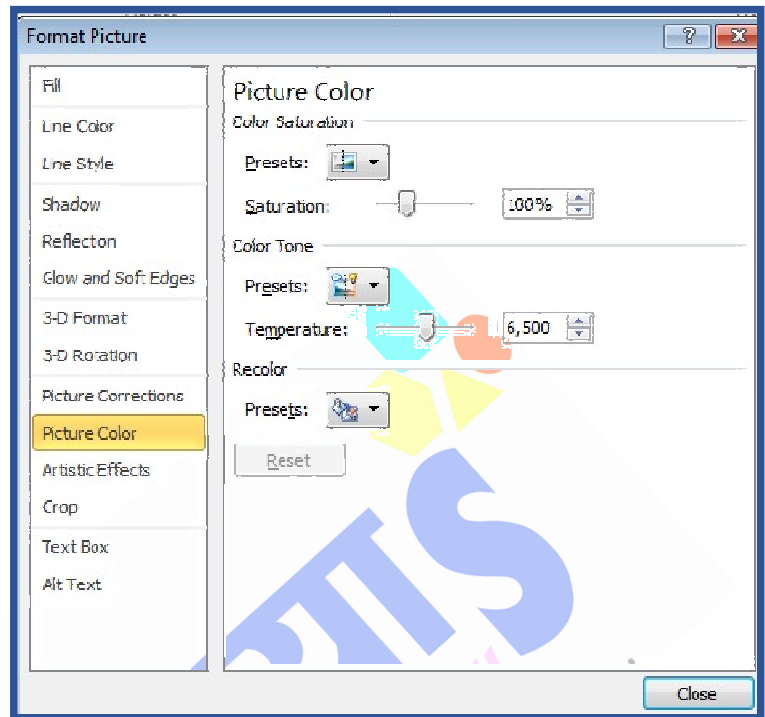 Format Picture
Fill
Line Color
Line Style
Shadow
Reflection
Glow and Soft Edges
3-D Format
3-D Rotation
Picture Corrections
Picture Color
Artistic Effects
Crop
Text Box
Alt Text
Picture Color
Color Saturation
Presets:
Saturation: 100%
Color Tone
Presets:
Temperature: 6,500
Recolor
Presets:
Reset
Close